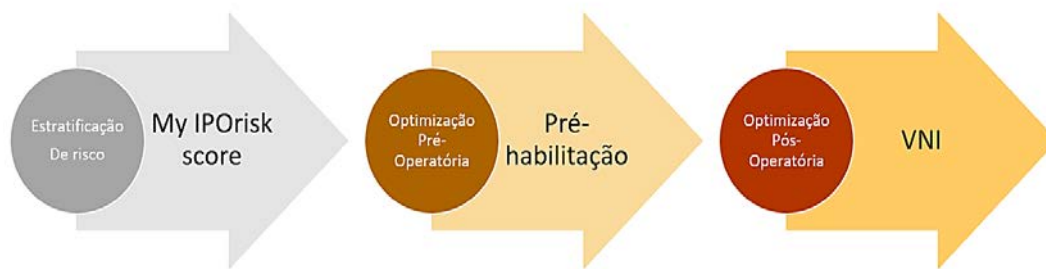 Estratificação
De risco
My IPOrisk
score
Optimização
Pré-
Operatória
Pré-
habilitação
Optimização
Pós-
Operatória
VNI